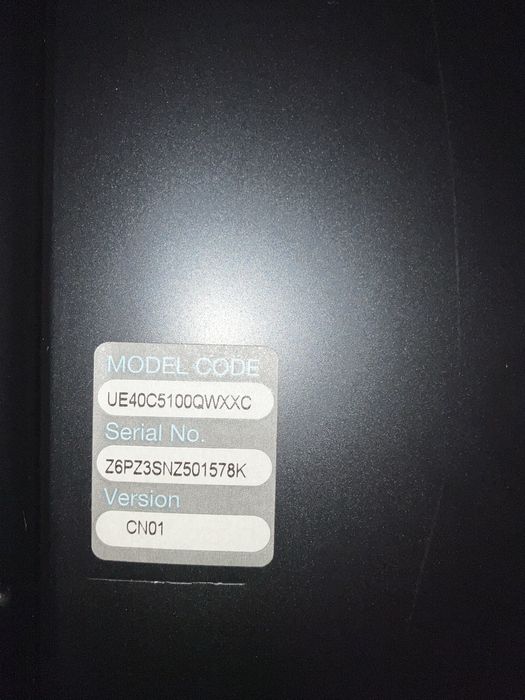 MODEL CODE
UE40C5100QWXXC
Serial No.
Z6PZ3SNZ501578K
Version
CN01